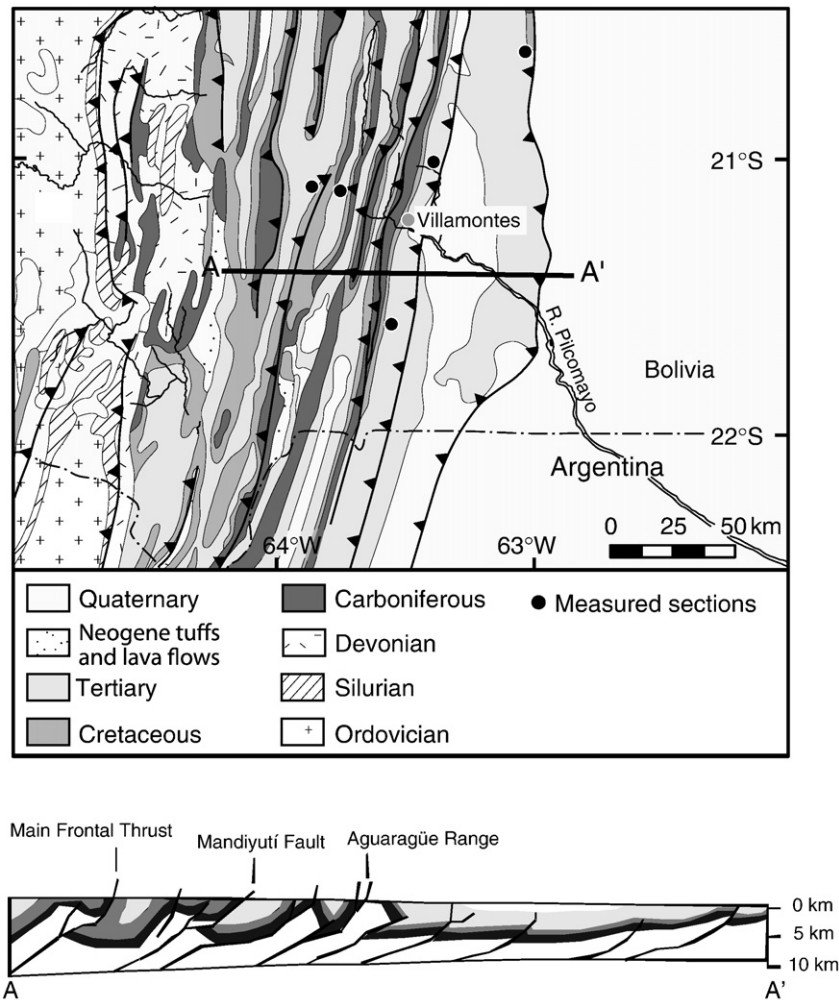 21°S
Villamontes
A
A'
R. Pilcomayo
Bolivia
22°S
Argentina
64°W
63°W
0 25 50 km
Quaternary
Neogene tuffs
and lava flows
Tertiary
Cretaceous
Carboniferous
Devonian
Silurian
Ordovician
Measured sections
Main Frontal Thrust
Mandiyutí Fault
Aguaragüe Range
0 km
5 km
10 km
A
A'